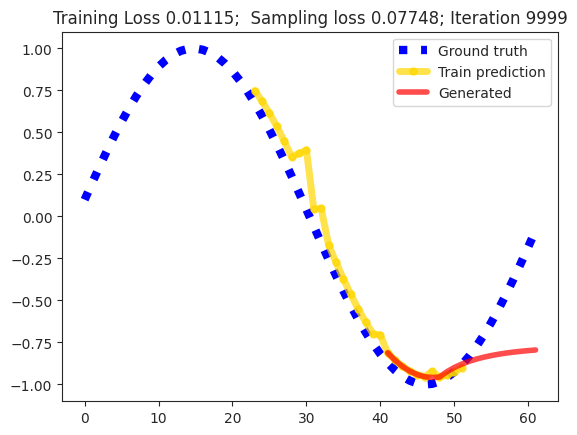 Training Loss 0.01115;  Sampling loss 0.07748; Iteration 9999
Ground truth
Train prediction
Generated
1.00
0.75
0.50
0.25
0.00
−0.25
−0.50
−0.75
−1.00
0 10 20 30 40 50 60